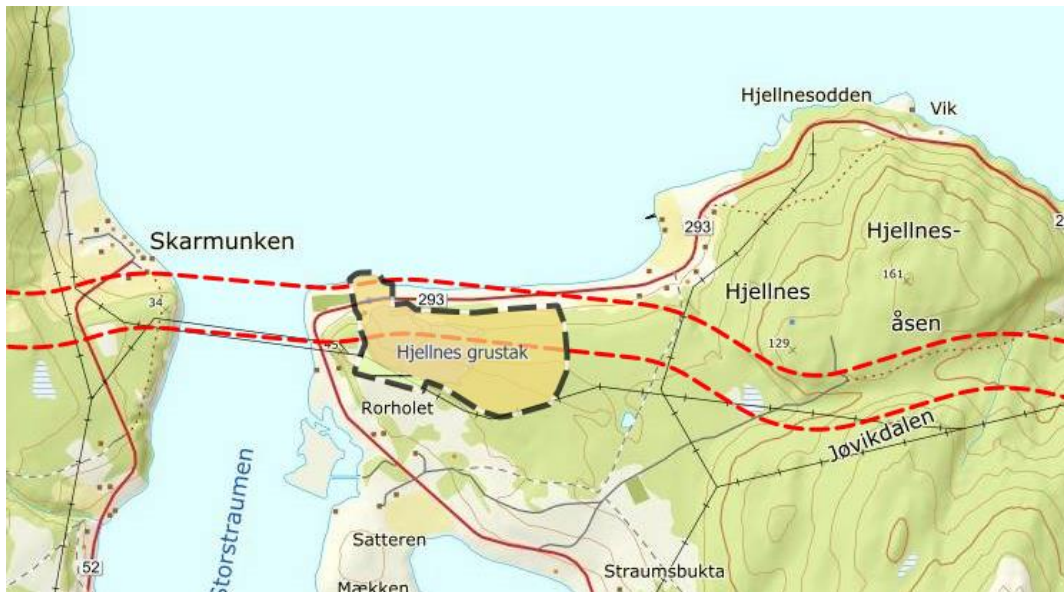 Hjellnesodden
Vik
293
Skarmunken
Hjellnes-
161
åsen
2
34
293
Hjellnes
45
Hjellnes grustak
129
Rorholet
Jøvikdalen
Storstraumen
Satteren
52
Mækken
Straumsbukta